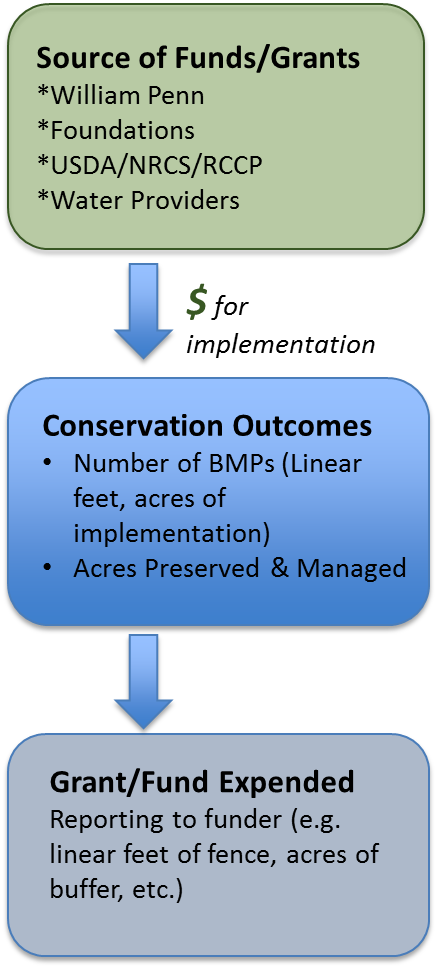 Source of Funds/Grants
*William Penn
*Foundations
*USDA/NRCS/RCCP
*Water Providers
$ for
implementation
Conservation Outcomes
• Number of BMPs (Linear
feet, acres of
implementation)
• Acres Preserved & Managed
Grant/Fund Expended
Reporting to funder (e.g.
linear feet of fence, acres of
buffer, etc.)